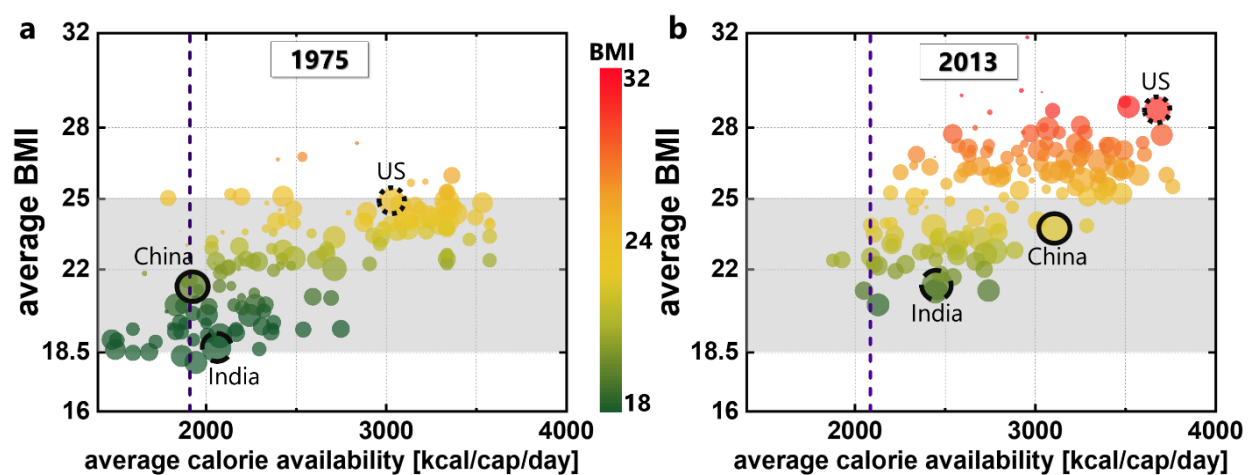 a
1975
BMI
32
24
18
average BMI
32
28
25
22
18.5
16
US
China
India
2000
3000
4000
average calorie availability [kcal/cap/day]
b
2013
average BMI
32
28
25
22
18.5
16
US
China
India
2000
3000
4000
average calorie availability [kcal/cap/day]